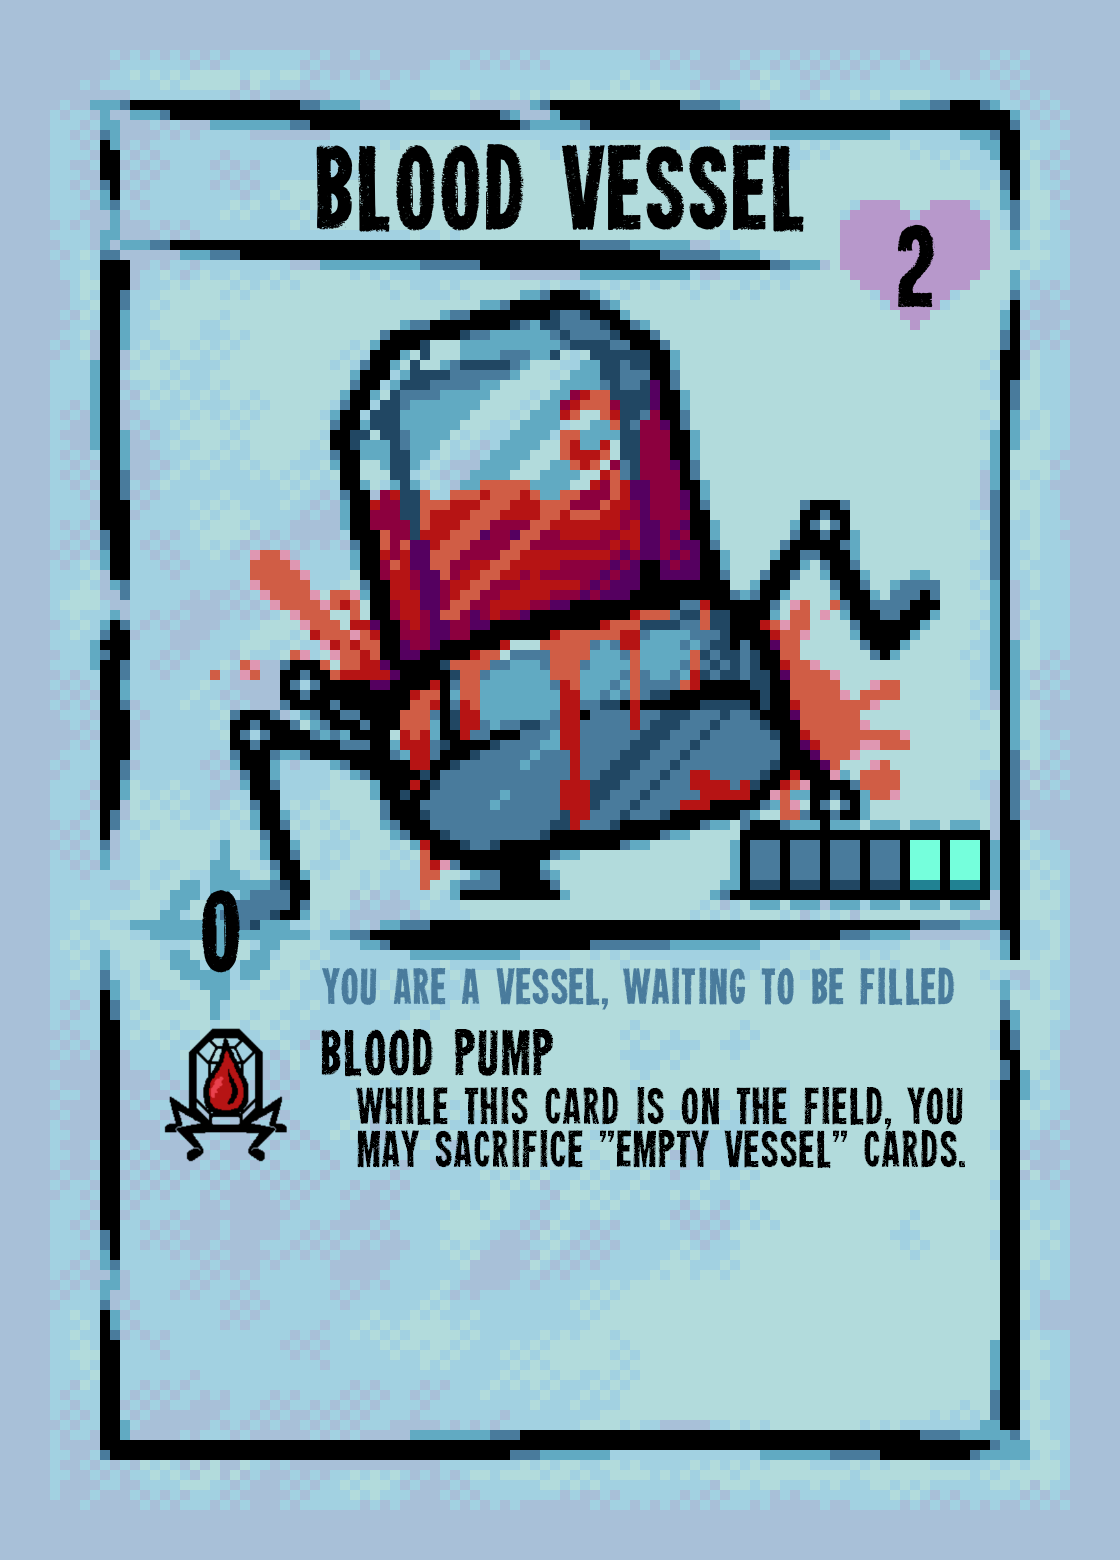 BLOOD VESSEL
2
0
YOU ARE A VESSEL, WAITING TO BE FILLED
BLOOD PUMP
WHILE THIS CARD IS ON THE FIELD, YOU
MAY SACRIFICE "EMPTY VESSEL" CARDS.